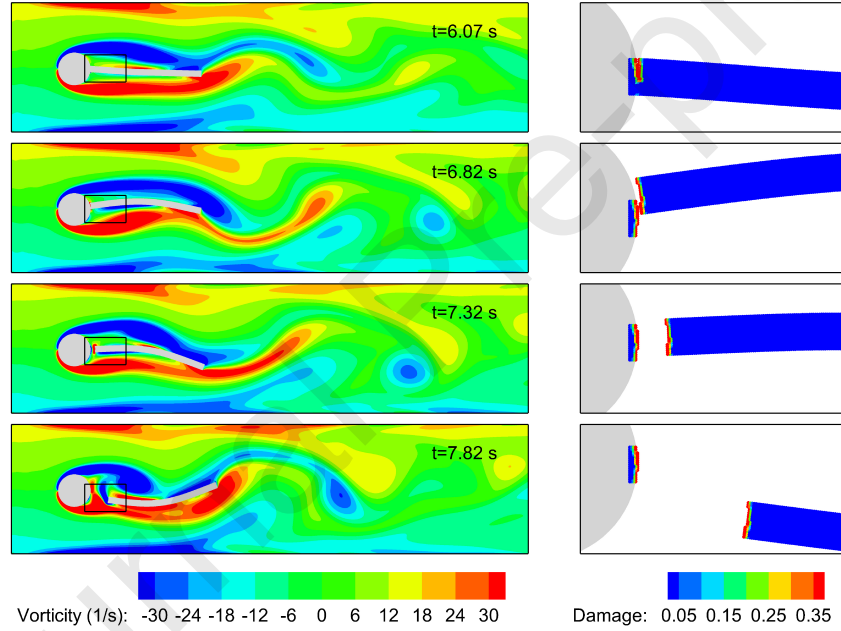 t=6.07 s
t=6.82 s
t=7.32 s
t=7.82 s
Vorticity (1/s): -30 -24 -18 -12 -6 0 6 12 18 24 30
Damage: 0.05 0.15 0.25 0.35